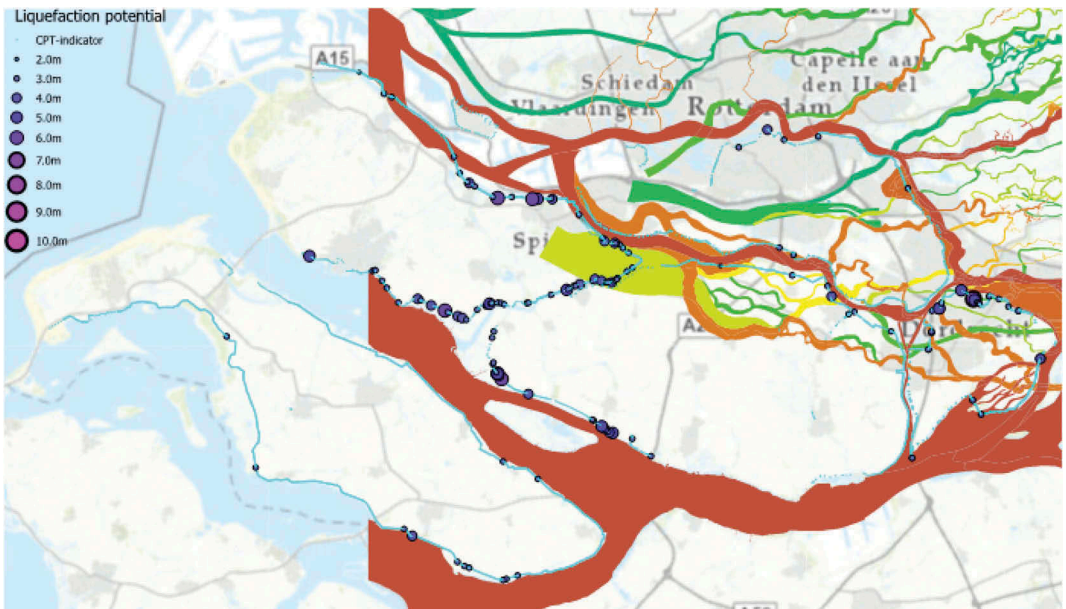 Liquefaction potential
CPT-indicator
2.0m
3.0m
4.0m
5.0m
6.0m
7.0m
8.0m
9.0m
10.0m
A15
Schiedam
Capelle aan
den IJssel
Vlaardingen
Rotterdam
Spi
A2
Dordrecht